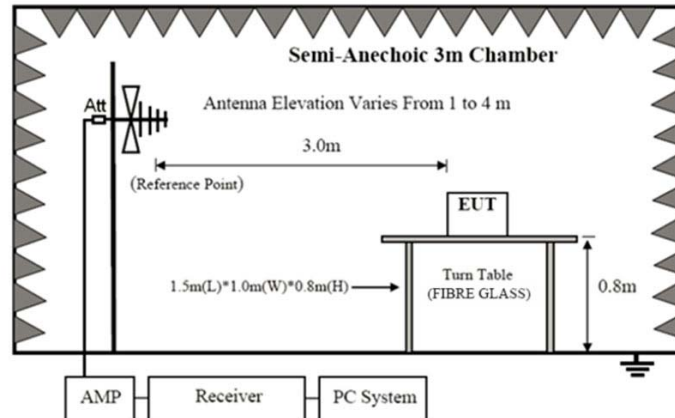 Semi-Anechoic 3m Chamber
Att
Antenna Elevation Varies From 1 to 4 m
3.0m
(Reference Point)
EUT
1.5m(L)*1.0m(W)*0.8m(H)
Turn Table
(FIBRE GLASS)
0.8m
AMP
Receiver
PC System